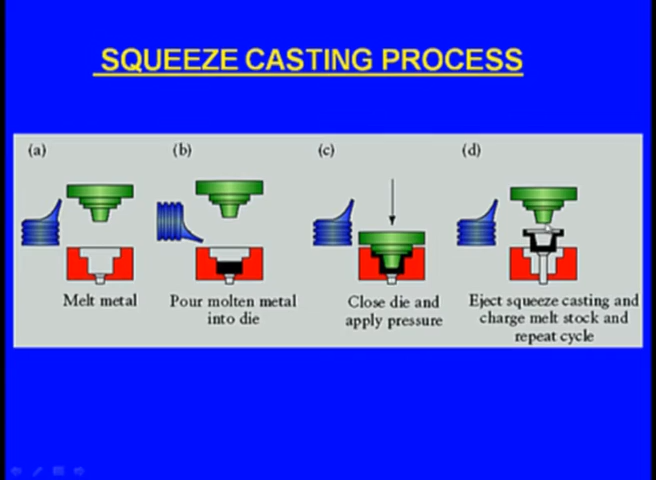 SQUEEZE CASTING PROCESS
(a)
(b)
(c)
(d)
Melt metal
Pour molten metal
into die
Close die and
apply pressure
Eject squeeze casting and
charge melt stock and
repeat cycle